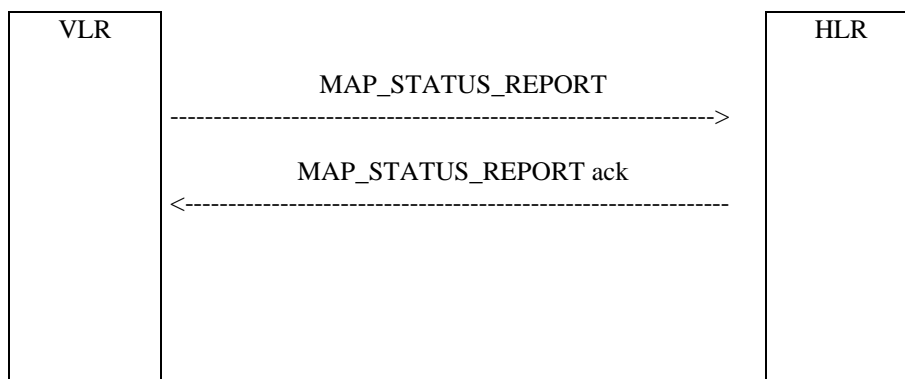 VLR HLR
MAP_STATUS_REPORT
MAP_STATUS_REPORT ack